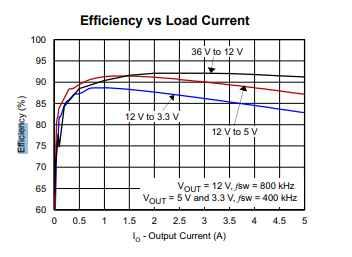 Efficiency vs Load Current
100
95
90
85
80
75
70
65
60
Efficiency (%)
36 V to 12 V
12 V to 3.3 V
12 V to 5 V
VOUT = 12 V, fsw = 800 kHz
VOUT = 5 V and 3.3 V, fsw = 400 kHz
0 0.5 1 1.5 2 2.5 3 3.5 4 4.5 5
IO - Output Current (A)